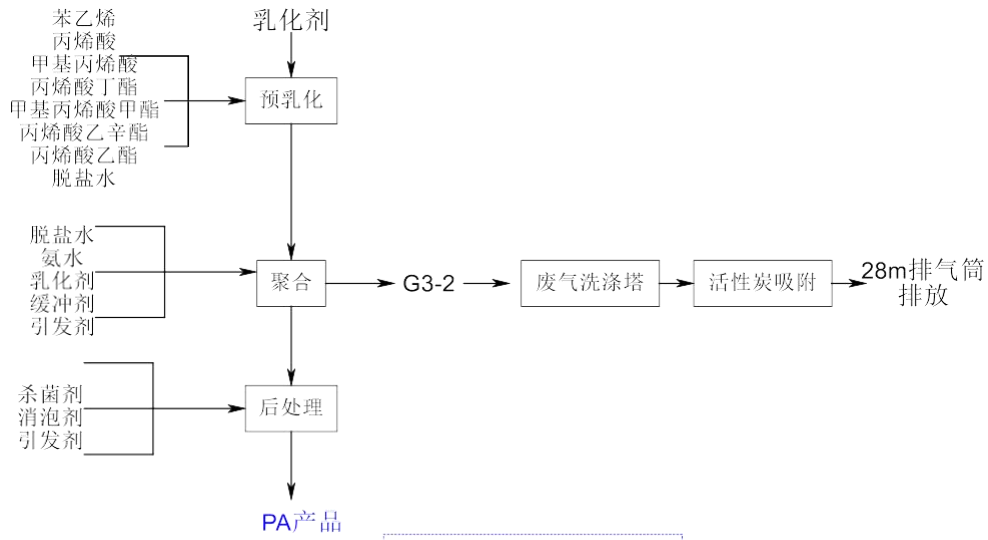 苯乙烯
丙烯酸
甲基丙烯酸
丙烯酸丁酯
甲基丙烯酸甲酯
丙烯酸乙辛酯
丙烯酸乙酯
脱盐水
乳化剂
预乳化
脱盐水
氨水
乳化剂
缓冲剂
引发剂
聚合
G3-2
废气洗涤塔
活性炭吸附
28m排气筒
排放
杀菌剂
消泡剂
引发剂
后处理
PA产品